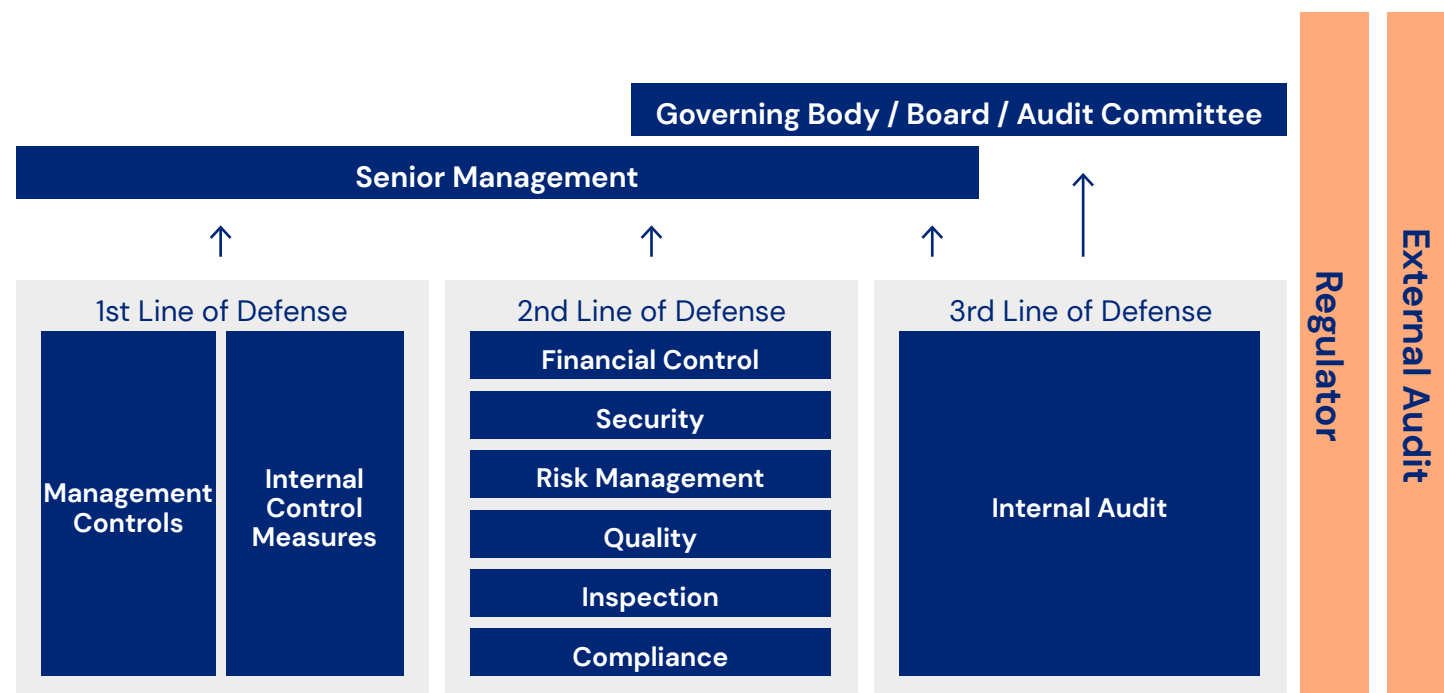 Governing Body / Board / Audit Committee
Senior Management
1st Line of Defense
Management
Controls
Internal
Control
Measures
2nd Line of Defense
Financial Control
Security
Risk Management
Quality
Inspection
Compliance
3rd Line of Defense
Internal Audit
Regulator
External Audit